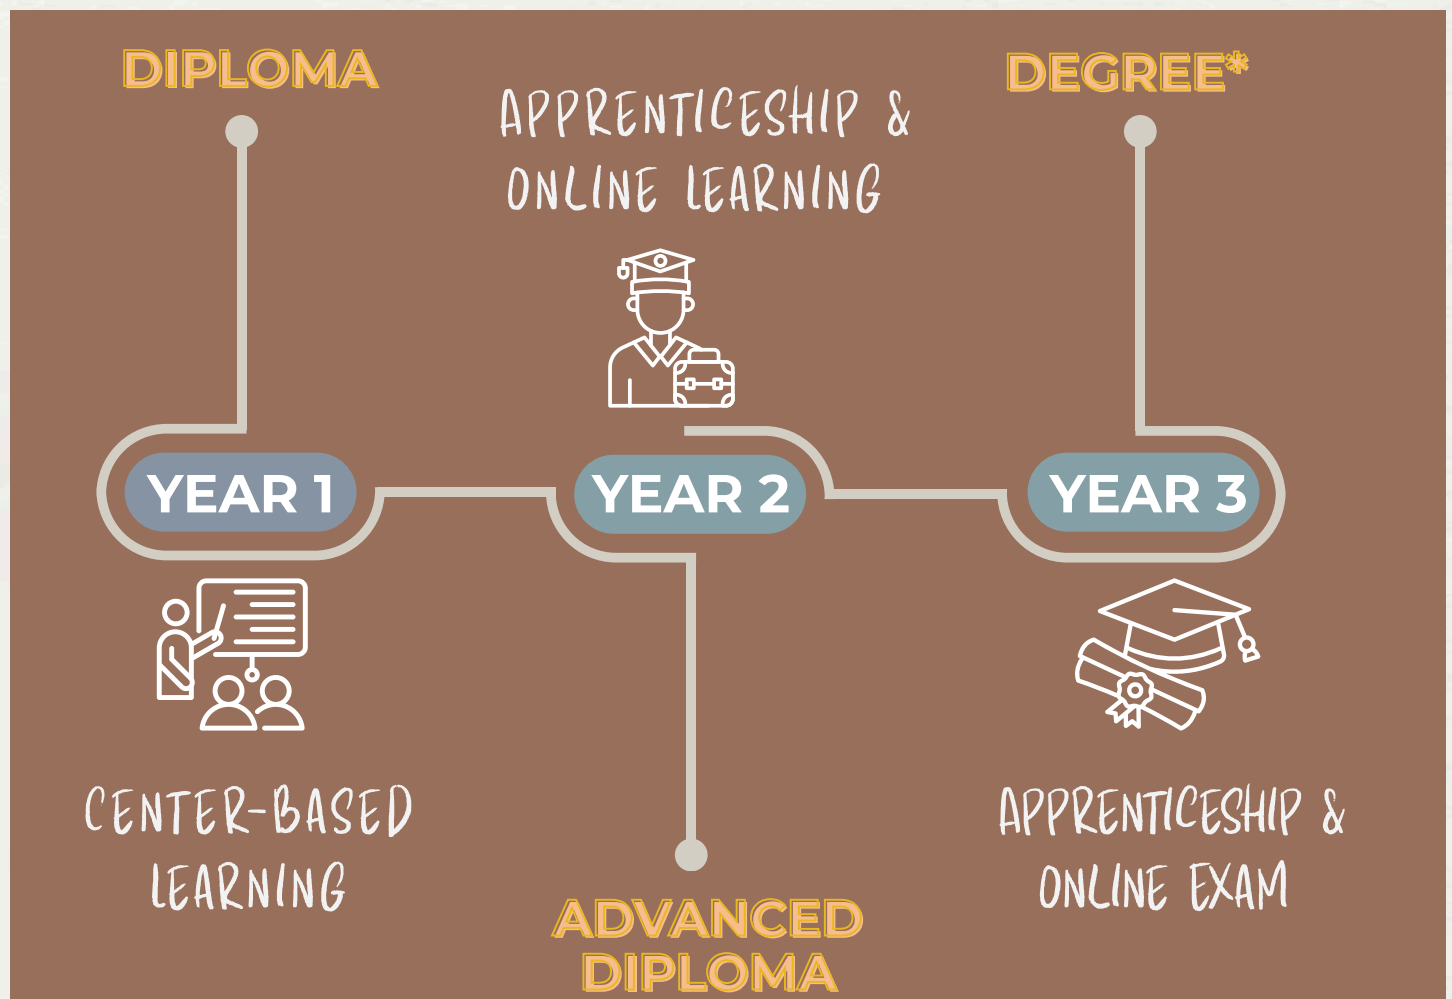 DIPLOMA
APPRENTICESHIP &
ONLINE LEARNING
DEGREE*
YEAR 1
YEAR 2
YEAR 3
CENTER-BASED
LEARNING
ADVANCED
DIPLOMA
APPRENTICESHIP &
ONLINE EXAM